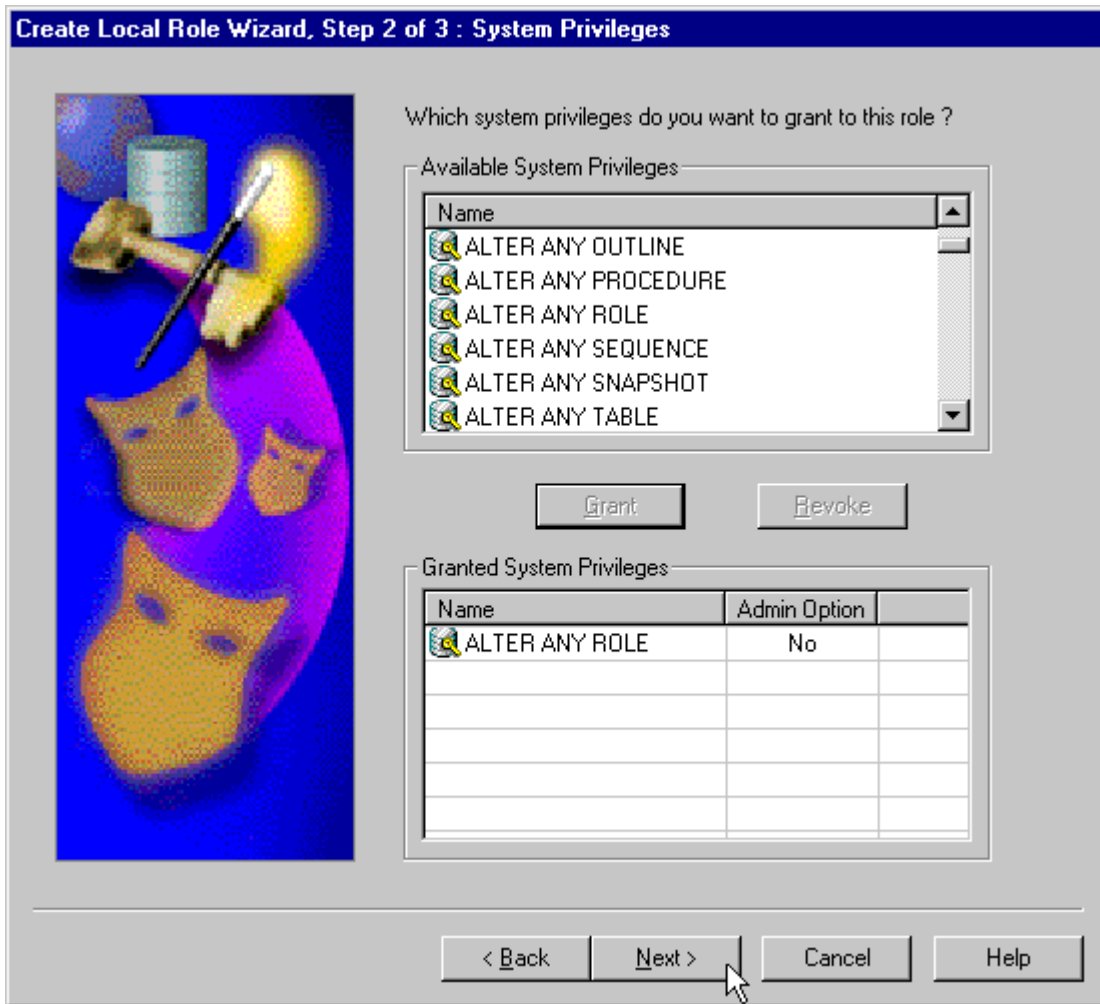 Create Local Role Wizard, Step 2 of 3 : System Privileges
Which system privileges do you want to grant to this role ?
Available System Privileges
Name
ALTER ANY OUTLINE
ALTER ANY PROCEDURE
ALTER ANY ROLE
ALTER ANY SEQUENCE
ALTER ANY SNAPSHOT
ALTER ANY TABLE
Grant Revoke
Granted System Privileges
Name Admin Option
ALTER ANY ROLE No
< Back Next > Cancel Help